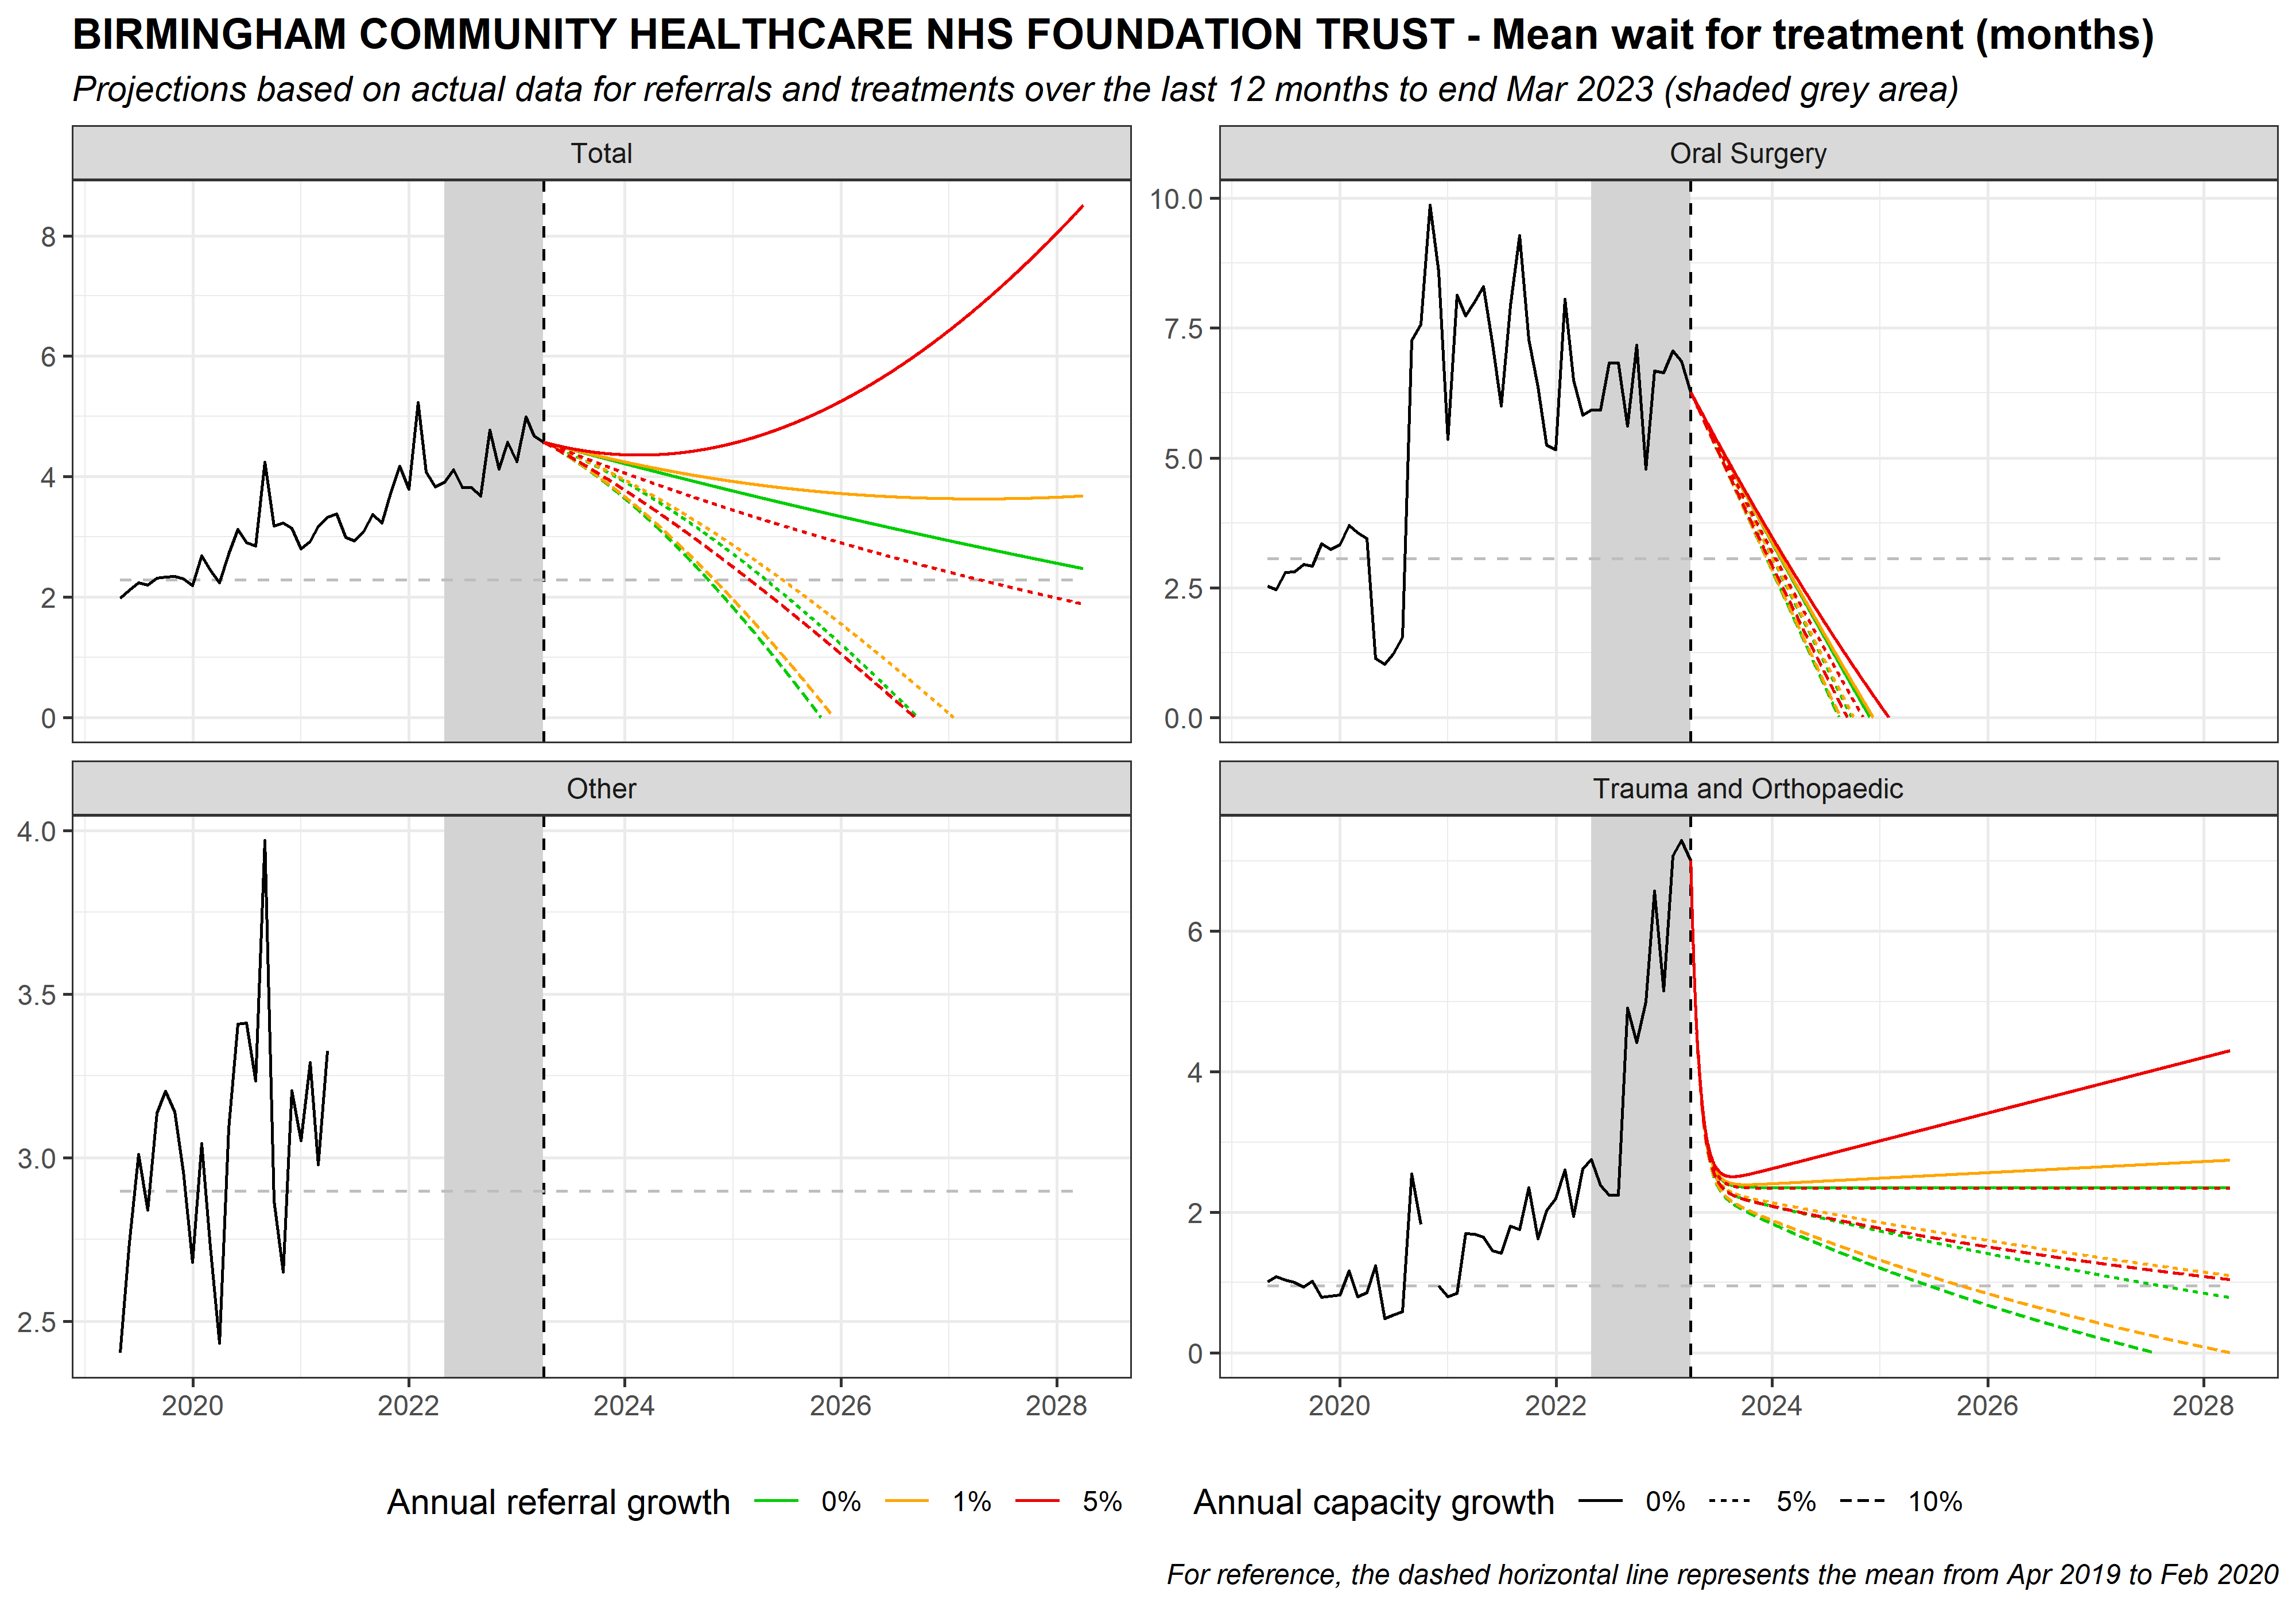 BIRMINGHAM COMMUNITY HEALTHCARE NHS FOUNDATION TRUST - Mean wait for treatment (months)
Projections based on actual data for referrals and treatments over the last 12 months to end Mar 2023 (shaded grey area)
Total
8
6
4
2
0
Oral Surgery
10.0
7.5
5.0
2.5
0.0
Other
4.0
3.5
3.0
2.5
2020 2022 2024 2026 2028
Trauma and Orthopaedic
6
4
2
0
2020 2022 2024 2026 2028
Annual referral growth 0% 1% 5%
Annual capacity growth 0% 5% 10%
For reference, the dashed horizontal line represents the mean from Apr 2019 to Feb 2020